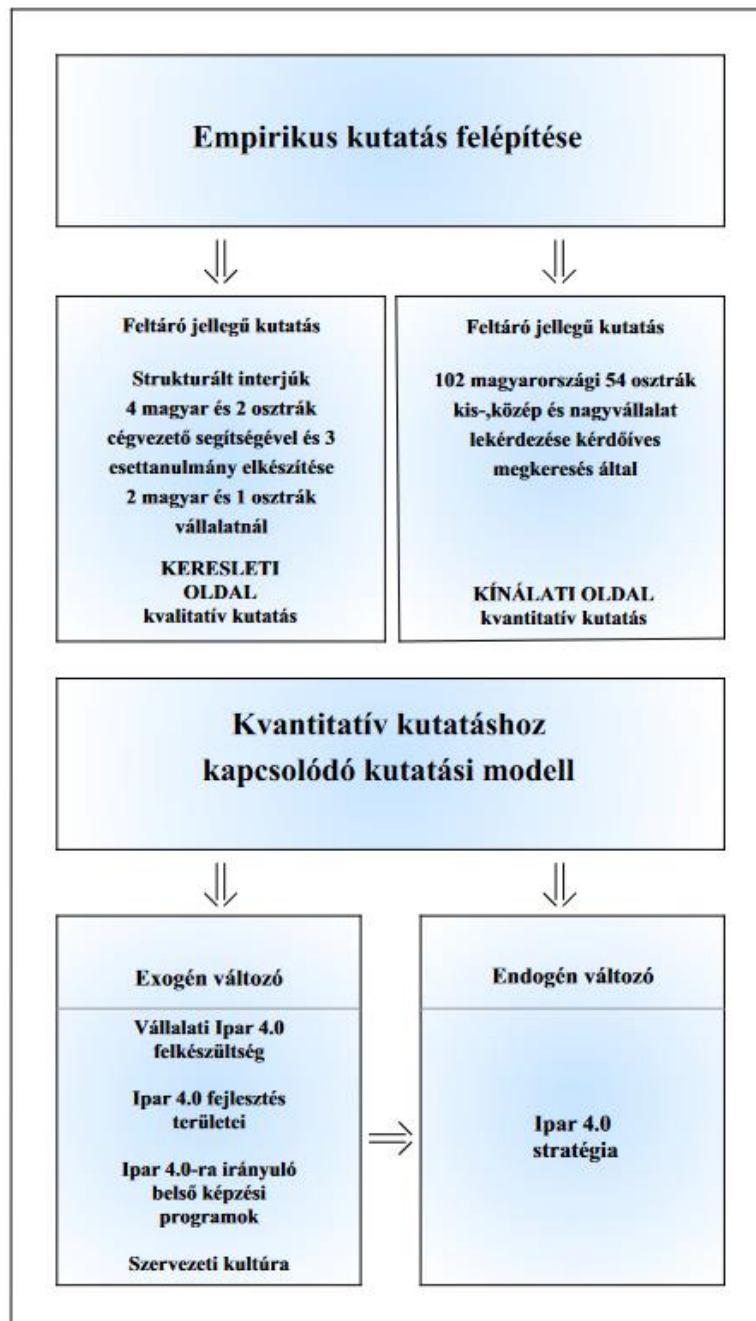 Empirikus kutatás felépítése
Feltáró jellegű kutatás
Strukturált interjúk
4 magyar és 2 osztrák
cégvezető segítségével és 3
esettanulmány elkészítése
2 magyar és 1 osztrák
vállalatnál
KERESLETI
OLDAL
kvalitatív kutatás
Feltáró jellegű kutatás
102 magyarországi 54 osztrák
kis-,közép és nagyvállalat
lekérdezése kérdőíves
megkeresés által
KÍNÁLATI OLDAL
kvantitatív kutatás
Kvantitatív kutatáshoz
kapcsolódó kutatási modell
Exogén változó
Vállalati Ipar 4.0
felkészültség
Ipar 4.0 fejlesztés
területei
Ipar 4.0-ra irányuló
belső képzési
programok
Szervezeti kultúra
Endogén változó
Ipar 4.0
stratégia